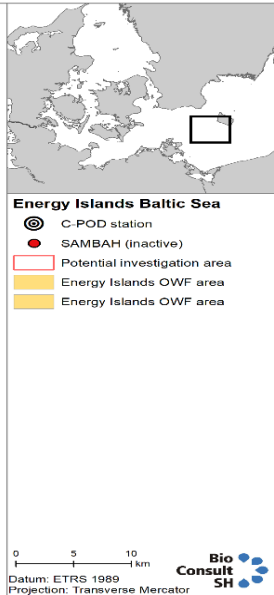 Energy Islands Baltic Sea
C-POD station
SAMBAH (inactive)
Potential investigation area
Energy Islands OWF area
Energy Islands OWF area
0 5 10
km
Bio
Consult
SH
Datum: ETRS 1989
Projection: Transverse Mercator